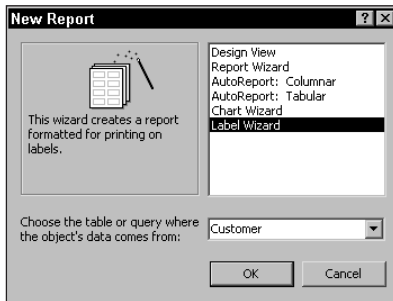 New Report
This wizard creates a report
formatted for printing on
labels.
Design View
Report Wizard
AutoReport: Columnar
AutoReport: Tabular
Chart Wizard
Label Wizard
Choose the table or query where
the object's data comes from:
Customer
OK
Cancel